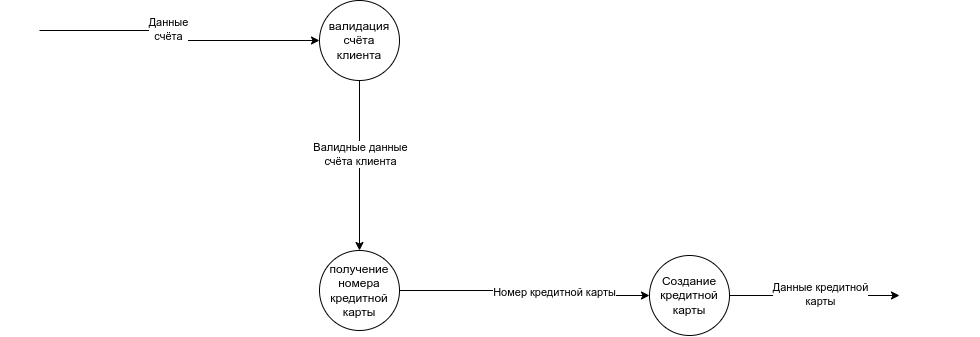 Данные
счёта
валидация
счёта
клиента
Валидные данные
счёта клиента
получение
номера
кредитной
карты
Номер кредитной карты
Создание
кредитной
карты
Данные кредитной
карты